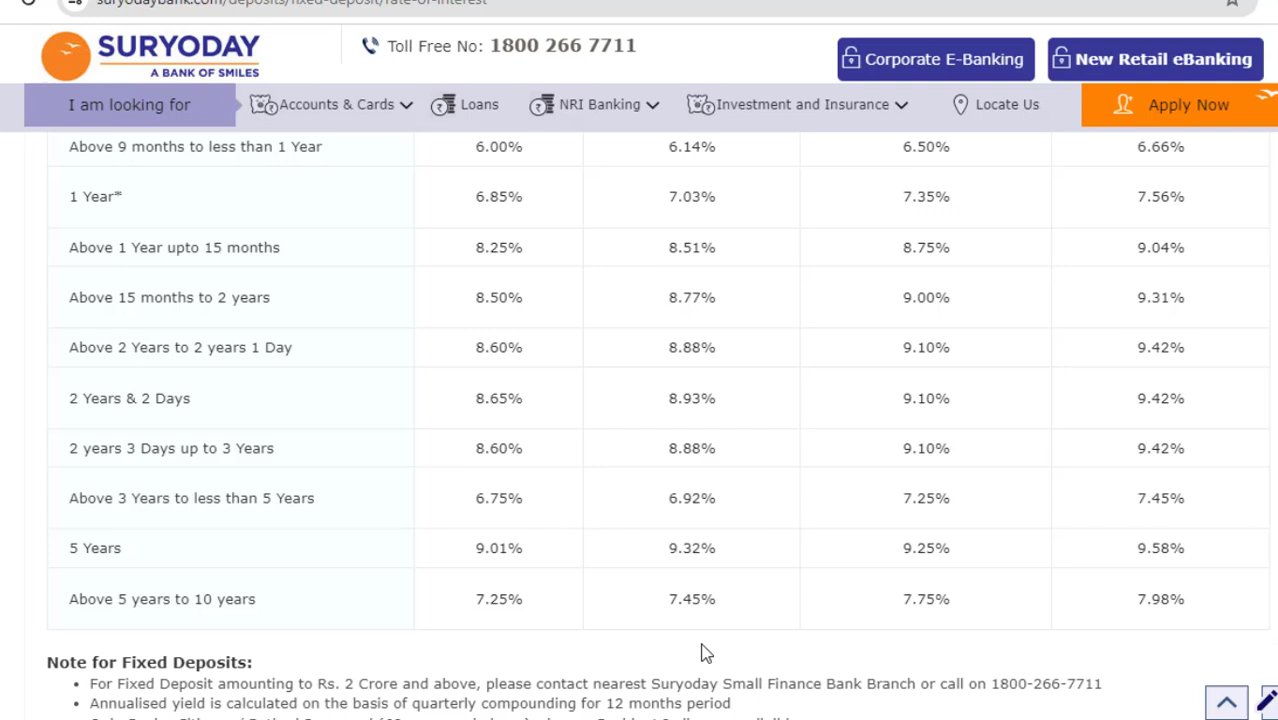 suryodaybank.com/deposits/fixed-deposit/rate-of-interest
SURYODAY
A BANK OF SMILES
Toll Free No: 1800 266 7711
Corporate E-Banking
New Retail eBanking
I am looking for
Accounts & Cards
Loans
NRI Banking
Investment and Insurance
Locate Us
Apply Now
Above 9 months to less than 1 Year 6.00% 6.14% 6.50% 6.66%
1 Year* 6.85% 7.03% 7.35% 7.56%
Above 1 Year upto 15 months 8.25% 8.51% 8.75% 9.04%
Above 15 months to 2 years 8.50% 8.77% 9.00% 9.31%
Above 2 Years to 2 years 1 Day 8.60% 8.88% 9.10% 9.42%
2 Years & 2 Days 8.65% 8.93% 9.10% 9.42%
2 years 3 Days up to 3 Years 8.60% 8.88% 9.10% 9.42%
Above 3 Years to less than 5 Years 6.75% 6.92% 7.25% 7.45%
5 Years 9.01% 9.32% 9.25% 9.58%
Above 5 years to 10 years 7.25% 7.45% 7.75% 7.98%
Note for Fixed Deposits:
• For Fixed Deposit amounting to Rs. 2 Crore and above, please contact nearest Suryoday Small Finance Bank Branch or call on 1800-266-7711
• Annualised yield is calculated on the basis of quarterly compounding for 12 months period